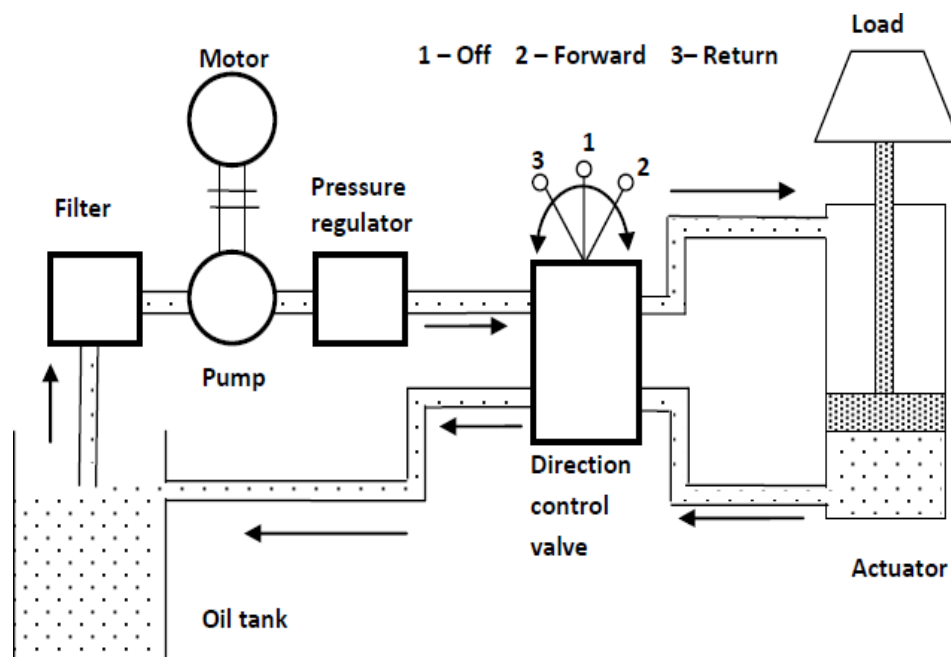 Load
Motor
1 – Off 2 – Forward 3– Return
1
3
2
Pressure
regulator
Filter
Pump
Direction
control
valve
Actuator
Oil tank